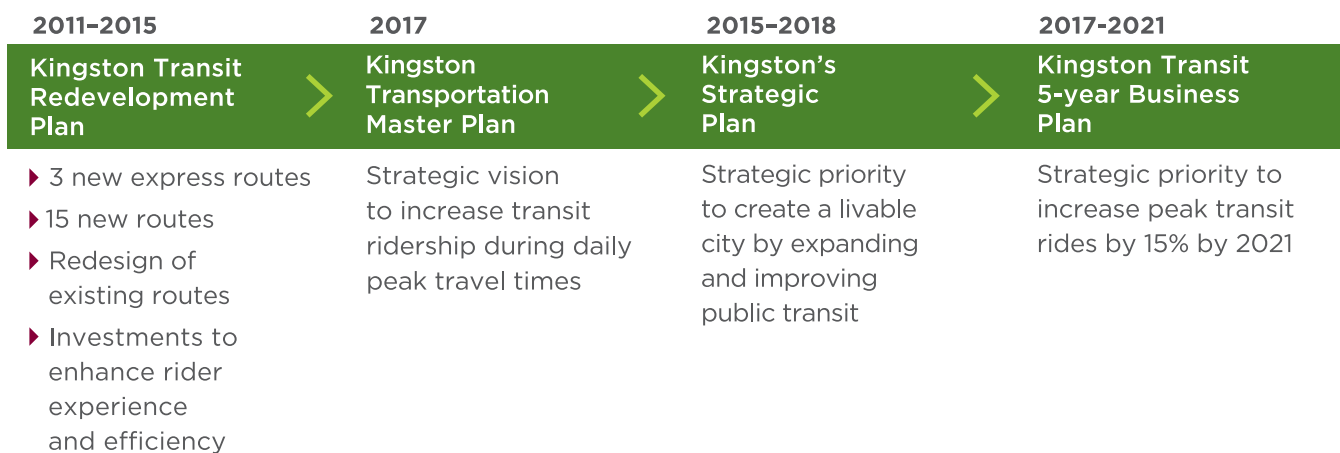 2011–2015
Kingston Transit
Redevelopment
Plan
3 new express routes
15 new routes
Redesign of
existing routes
Investments to
enhance rider
experience
and efficiency
2017
Kingston
Transportation
Master Plan
Strategic vision
to increase transit
ridership during daily
peak travel times
2015–2018
Kingston's
Strategic
Plan
Strategic priority
to create a livable
city by expanding
and improving
public transit
2017-2021
Kingston Transit
5-year Business
Plan
Strategic priority to
increase peak transit
rides by 15% by 2021